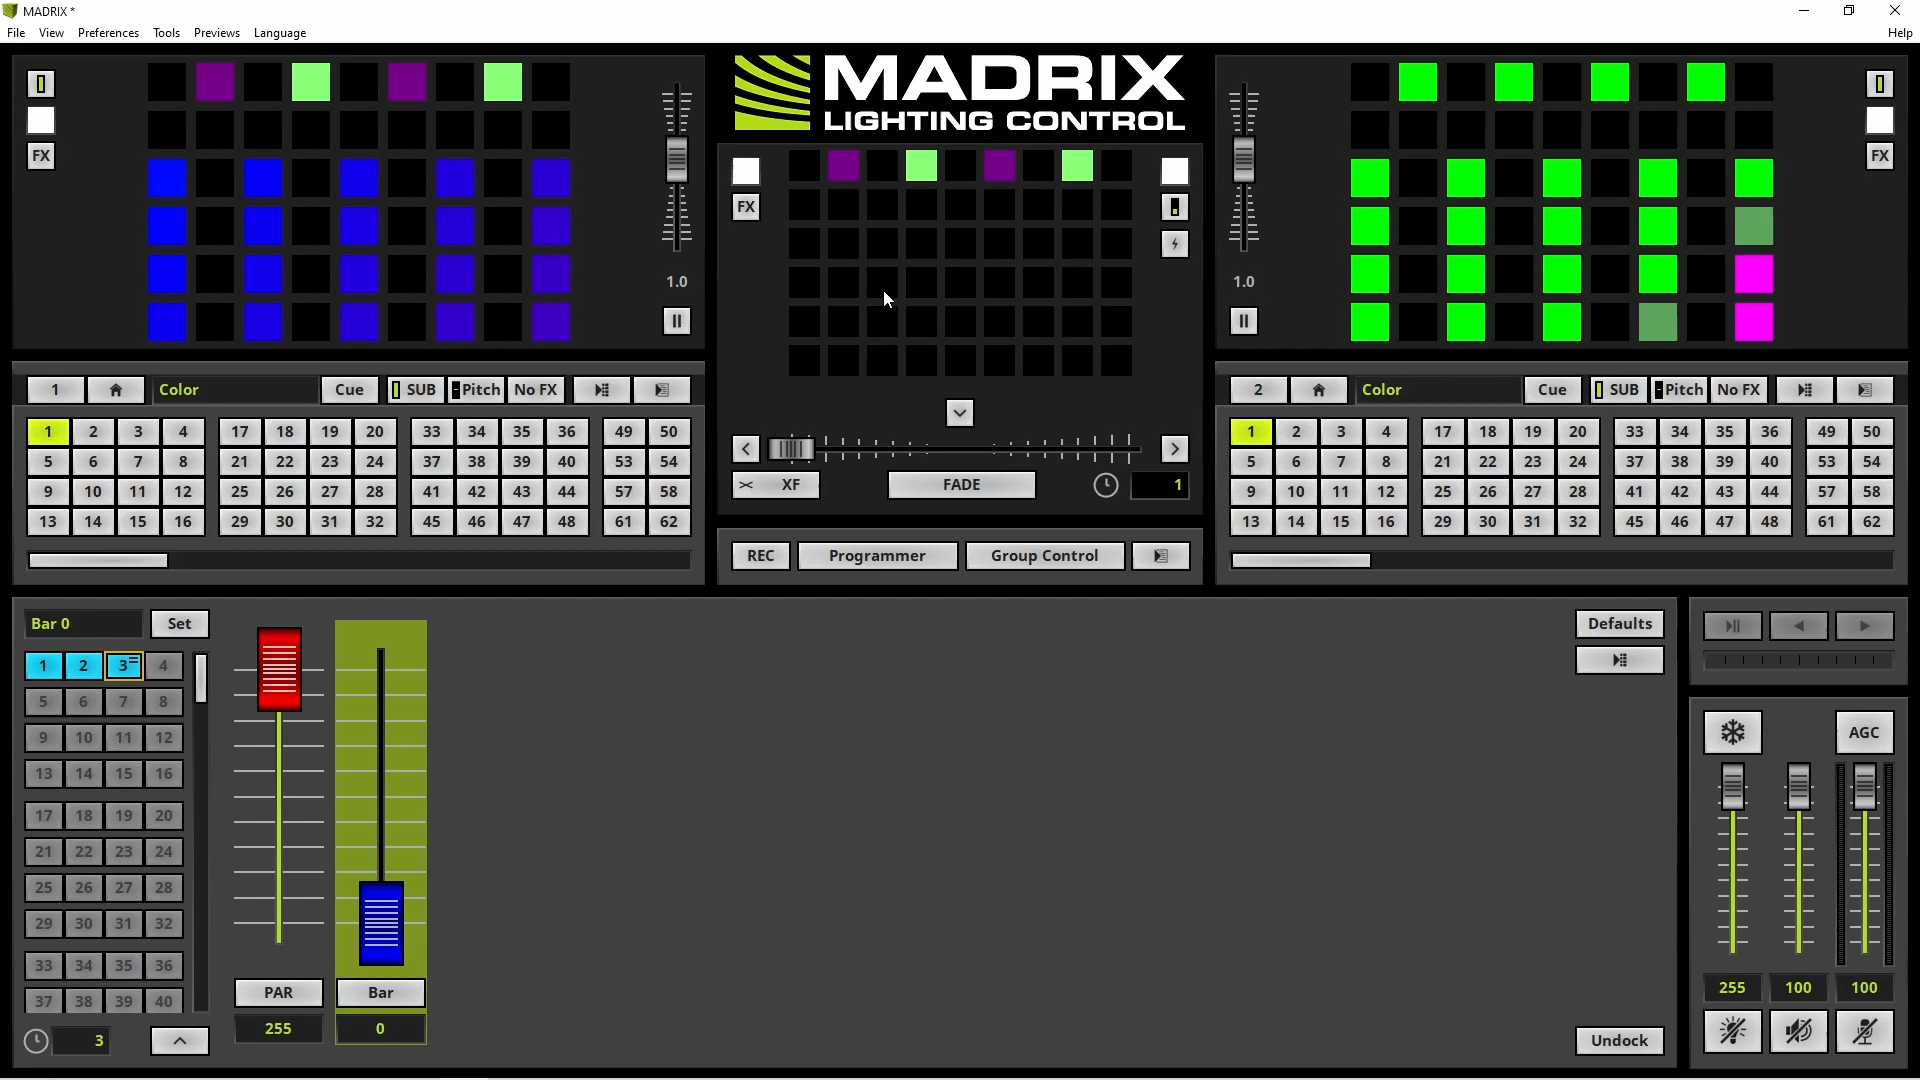 MADRIX *
File View Preferences Tools Previews Language Help
MADRIX
LIGHTING CONTROL
FX
1.0
FX
1.0
FX
XF FADE 1
REC Programmer Group Control
1 Color Cue SUB Pitch No FX
1 2 3 4 17 18 19 20 33 34 35 36 49 50
5 6 7 8 21 22 23 24 37 38 39 40 53 54
9 10 11 12 25 26 27 28 41 42 43 44 57 58
13 14 15 16 29 30 31 32 45 46 47 48 61 62
2 Color Cue SUB Pitch No FX
1 2 3 4 17 18 19 20 33 34 35 36 49 50
5 6 7 8 21 22 23 24 37 38 39 40 53 54
9 10 11 12 25 26 27 28 41 42 43 44 57 58
13 14 15 16 29 30 31 32 45 46 47 48 61 62
Bar 0 Set
1 2 3 4
5 6 7 8
9 10 11 12
13 14 15 16
17 18 19 20
21 22 23 24
25 26 27 28
29 30 31 32
33 34 35 36
37 38 39 40
3
PAR Bar
255 0
Defaults
Undock
AGC
255 100 100